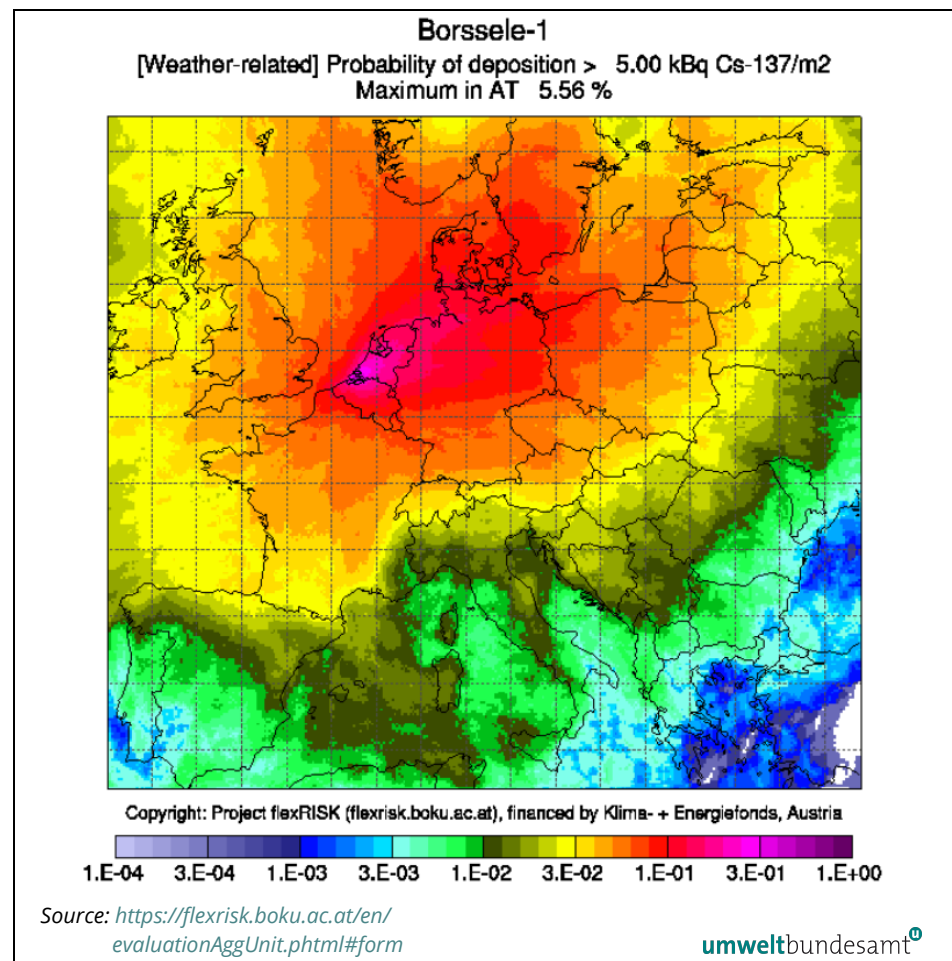 Borssele-1
[Weather-related] Probability of deposition > 5.00 kBq Cs-137/m2
Maximum in AT 5.56 %
Copyright: Project flexRISK (flexrisk.boku.ac.at), financed by Klima- + Energiefonds, Austria
1.E-04 3.E-04 1.E-03 3.E-03 1.E-02 3.E-02 1.E-01 3.E-01 1.E+00
Source: https://flexrisk.boku.ac.at/en/
evaluationAggUnit.phtml#form
umweltbundesamt u